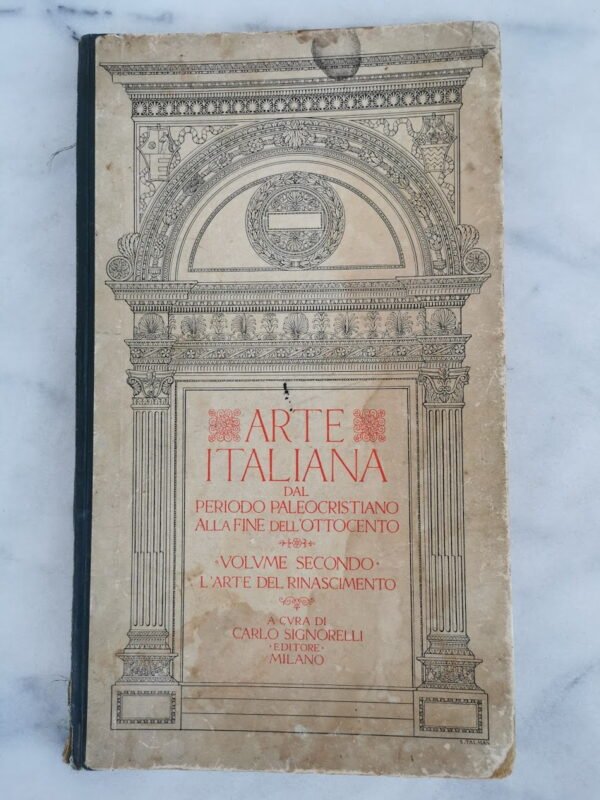 ARTE
ITALIANA
DAL
PERIODO PALEOCRISTIANO
ALLA FINE DELL'OTTOCENTO
·VOLVME SECONDO·
L'ARTE DEL RINASCIMENTO
A CVRA DI
CARLO SIGNORELLI
·EDITORE·
MILANO
S. TALMAN